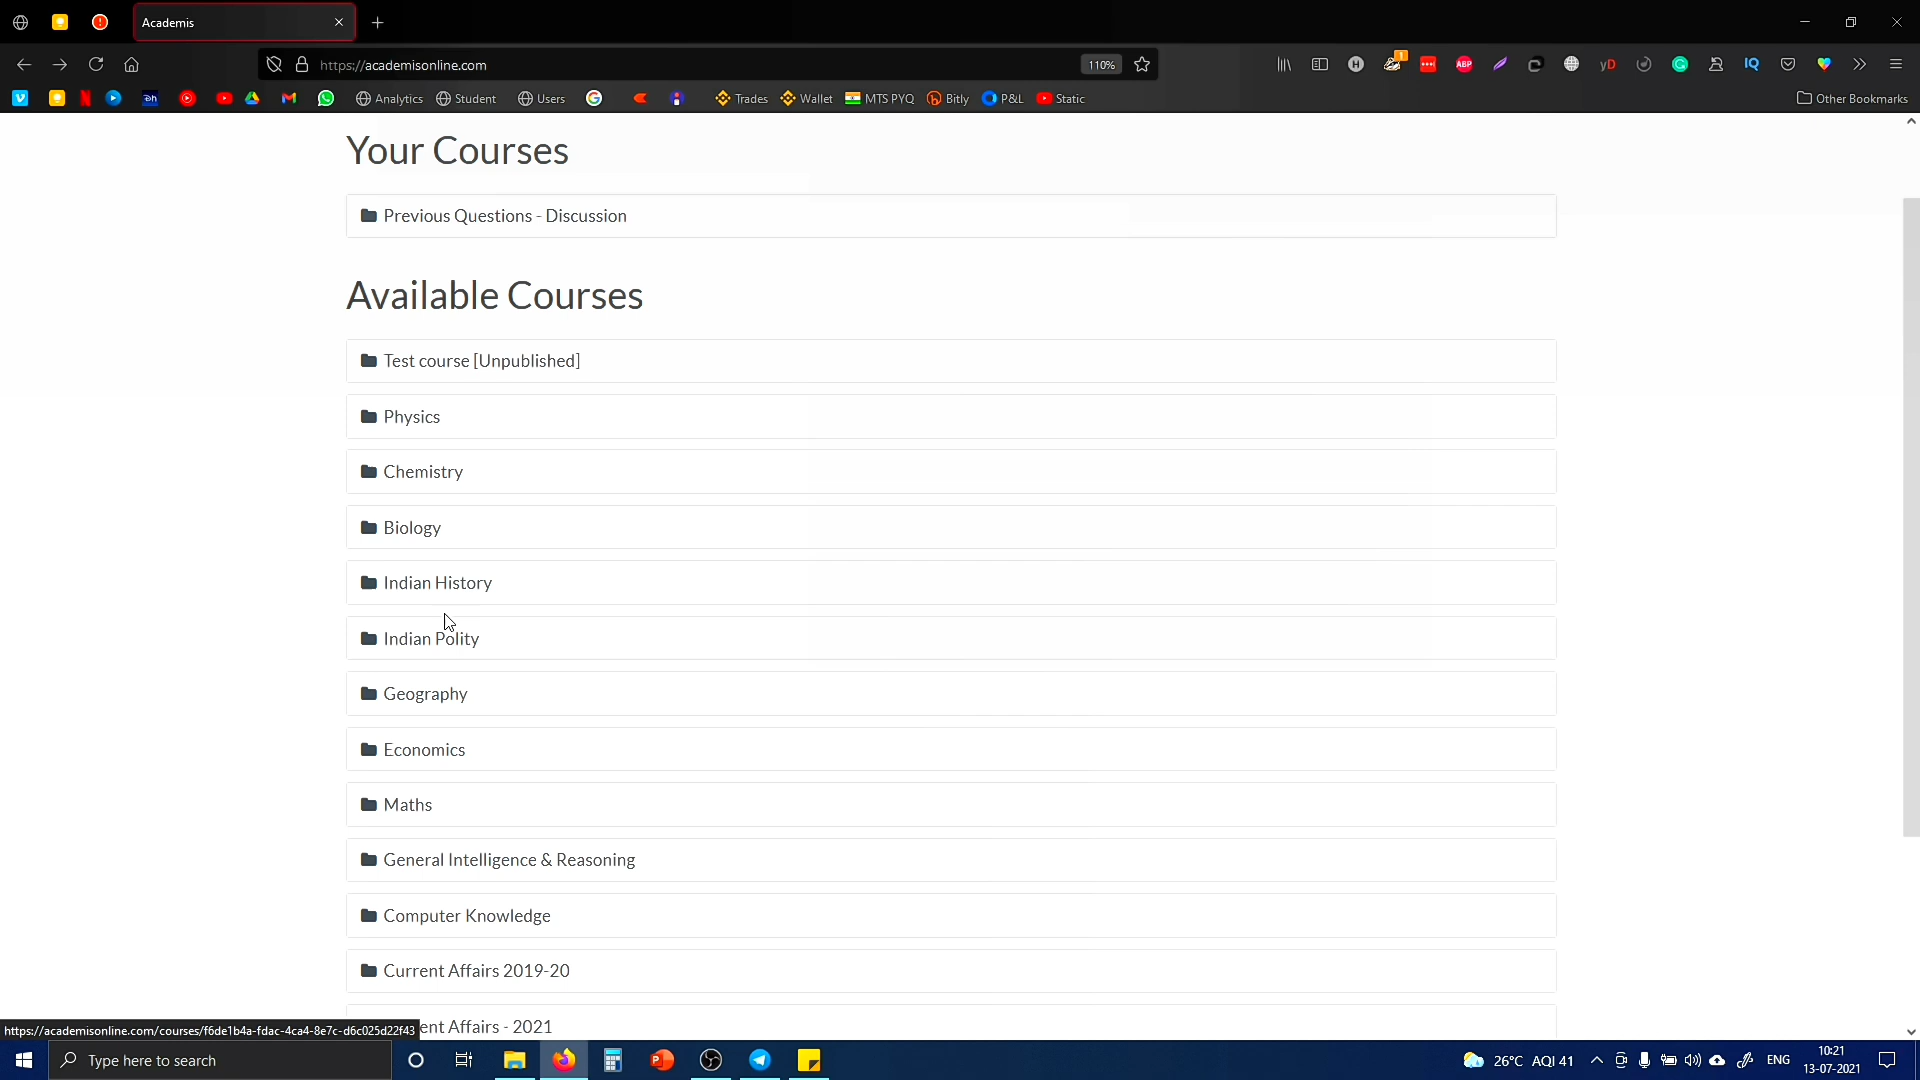 Academis
https://academisonline.com
110%
Analytics
Student
Users
Trades
Wallet
MTS PYQ
Bitly
P&L
Static
Other Bookmarks
Your Courses
Previous Questions - Discussion
Available Courses
Test course [Unpublished]
Physics
Chemistry
Biology
Indian History
Indian Polity
Geography
Economics
Maths
General Intelligence & Reasoning
Computer Knowledge
Current Affairs 2019-20
ent Affairs - 2021
https://academisonline.com/courses/f6de1b4a-fdac-4ca4-8e7c-d6c025d22f43
Type here to search
26°C AQI 41
ENG
10:21
13-07-2021